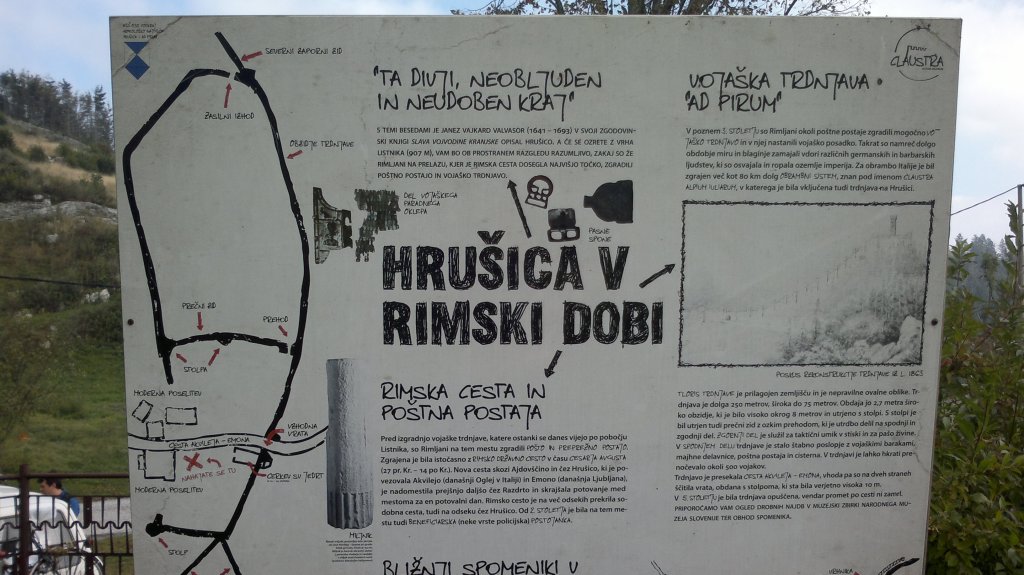 SEVERNI ZAPORNI ZID
ZASILNI IZHOD
OBZIDJE TRDNJAVE
PREČNI ZID
PREHOD
STOLPA
MODERNA POSELITEV
CESTA AKVILEJA - EMONA
VHODNA
VRATA
NAHAJATE SE TU
CERKEV SV. JEDRT
MODERNA POSELITEV
STOLP
"TA DIVJI, NEOBLJUDEN
IN NEUDOBEN KRAJ"
S TEMI BESEDAMI JE JANEZ VAJKARD VALVASOR (1641 – 1693) V SVOJI ZGODOVIN-
SKI KNJIGI SLAVA VOJVODINE KRANJSKE OPISAL HRUŠICO. A ČE SE OZRETE Z VRHA
LISTNIKA (907 M), VAM BO OB PROSTRANEM RAZGLEDU RAZUMLJIVO, ZAKAJ SO ŽE
RIMLJANI NA PRELAZU, KJER JE RIMSKA CESTA DOSEGLA NAJVIŠJO TOČKO, ZGRADILI
POŠTNO POSTAJO IN VOJAŠKO TRDNJAVO.
DEL VOJAŠKEGA
PARADNEGA
OKLEPA
PASNE
SPONE
HRUŠICA V
RIMSKI DOBI
RIMSKA CESTA IN
POŠTNA POSTAJA
Pred izgradnjo vojaške trdnjave, katere ostanki se danes vijejo po pobočju
Listnika, so Rimljani na tem mestu zgradili POŠTO IN PREPREŽNO POSTAJO.
Zgrajena je bila istočasno z RIMSKO DRŽAVNO CESTO V ČASU CESARJA AVGUSTA
(27 pr. Kr. – 14 po Kr.). Nova cesta skozi Ajdovščino in čez Hrušico, ki je po-
vezovala Akvilejo (današnji Oglej v Italiji) in Emono (današnja Ljubljana),
je nadomestila prejšnjo daljšo čez Razdrto in skrajšala potovanje med
mestoma za en potovalni dan. Rimsko cesto je na več odsekih prekrila so-
dobna cesta, tudi na odseku čez Hrušico. Od 2. STOLETJA je bila na tem me-
stu tudi BENEFICIARSKA (neke vrste policijska) POSTOJANKA.
MILJNIK
BLIŽNJI SPOMENIKI V
CLAUSTRA
VOJAŠKA TRDNJAVA
"AD PIRUM"
V poznem 3. STOLETJU so Rimljani okoli poštne postaje zgradili mogočno VO-
JAŠKO TRDNJAVO in v njej nastanili vojaško posadko. Takrat so namreč dolgo
obdobje miru in blaginje zamajali vdori različnih germanskih in barbarskih
ljudstev, ki so osvajala in ropala ozemlje imperija. Za obrambo Italije je bil
zgrajen več kot 80 km dolg OBRAMBNI SISTEM, znan pod imenom CLAUSTRA
ALPIUM IULIARUM, v katerega je bila vključena tudi trdnjava na Hrušici.
POSKUS REKONSTRUKCIJE TRDNJAVE IZ L. 1863
TLORIS TRDNJAVE je prilagojen zemljišču in je nepravilne ovalne oblike. Tr-
dnjava je dolga 250 metrov, široka do 75 metrov. Obdaja jo 2,7 metra širo-
ko obzidje, ki je bilo visoko okrog 8 metrov in utrjeno s stolpi. S stolpi je
bil utrjen tudi prečni zid z ozkim prehodom, ki je utrdbo delil na spodnji in
zgodnji del. ZGORNJI DEL je služil za taktični umik v stiski in za pašo živine.
V SPODNJEM DELU trdnjave je stalo štabno poslopje z vojaškimi barakami,
majhne delavnice, poštna postaja in cisterna. V trdnjavi je lahko hkrati
prenočevalo okoli 500 vojakov.
Trdnjavo je presekala CESTA AKVILEJA – EMONA, vhoda pa so na dveh straneh
ščitila vrata, obdana s stolpoma, ki sta bila verjetno visoka 10 m.
V 5. STOLETJU je bila trdnjava opuščena, vendar promet po cesti ni zamrl.
PRIPOROČAMO VAM OGLED DROBNIH NAJDB V MUZEJSKI ZBIRKI NARODNEGA MU-
ZEJA SLOVENIJE TER OBHOD SPOMENIKA.
VRHNIKA